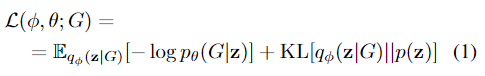 ℒ(ϕ, θ; G) =
= 𝔼_{q_ϕ(𝐳|G)}[− log p_θ(G|𝐳)] + KL[q_ϕ(𝐳|G)||p(𝐳)] (1)